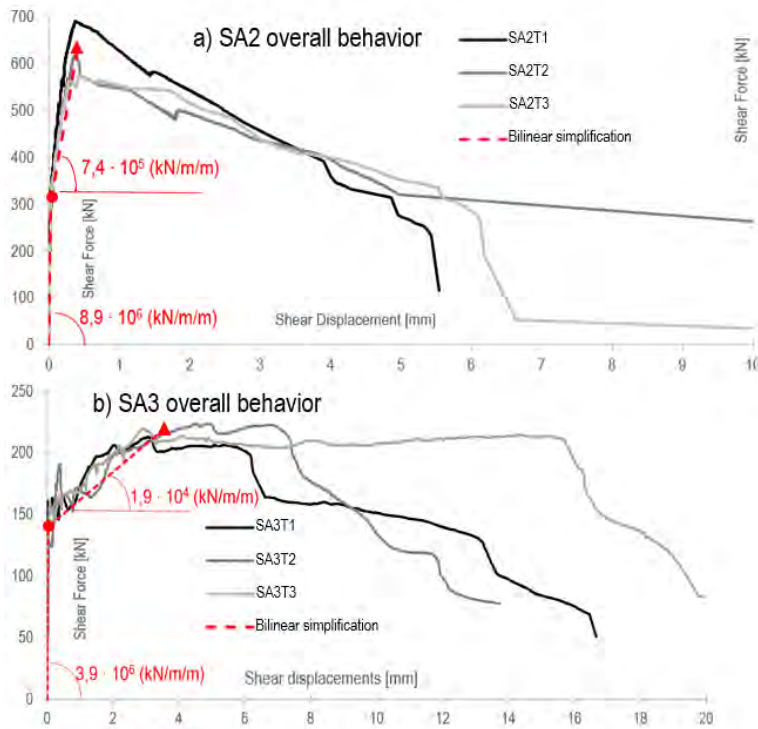 700
600
500
400
300
200
100
0
a) SA2 overall behavior
SA2T1
SA2T2
SA2T3
Bilinear simplification
7,4 · 10⁵ (kN/m/m)
8,9 · 10⁶ (kN/m/m)
Shear Force [kN]
Shear Displacement [mm]
Shear Force [kN]
0 1 2 3 4 5 6 7 8 9 10
250
200
150
100
50
0
b) SA3 overall behavior
1,9 · 10⁴ (kN/m/m)
SA3T1
SA3T2
SA3T3
Bilinear simplification
Shear Force [kN]
3,9 · 10⁶ (kN/m/m)
Shear displacements [mm]
0 2 4 6 8 10 12 14 16 18 20